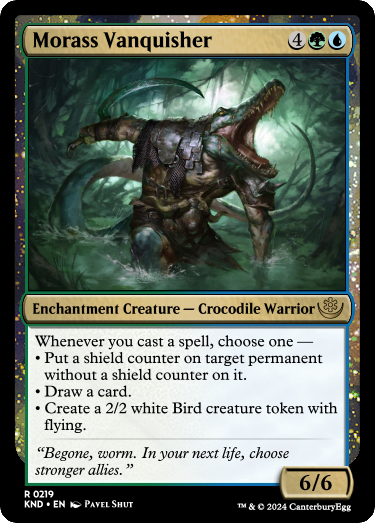 Morass Vanquisher 4
Enchantment Creature — Crocodile Warrior
Whenever you cast a spell, choose one —
• Put a shield counter on target permanent
without a shield counter on it.
• Draw a card.
• Create a 2/2 white Bird creature token with
flying.
“Begone, worm. In your next life, choose
stronger allies.”
6/6
R 0219
KND • EN Pavel Shut
™ & © 2024 CanterburyEgg